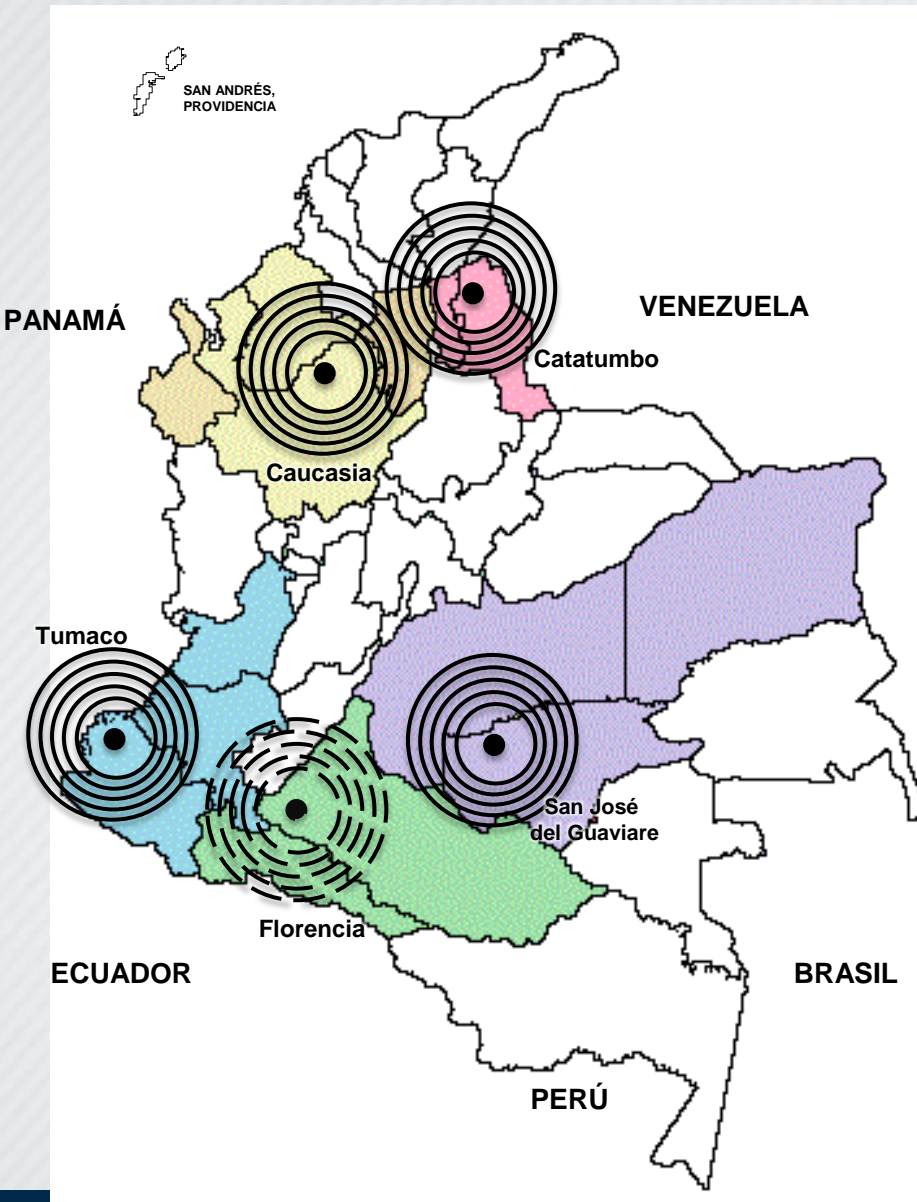 SAN ANDRÉS,
PROVIDENCIA
PANAMÁ
VENEZUELA
Catatumbo
Caucasia
Tumaco
San José
del Guaviare
Florencia
ECUADOR
BRASIL
PERÚ